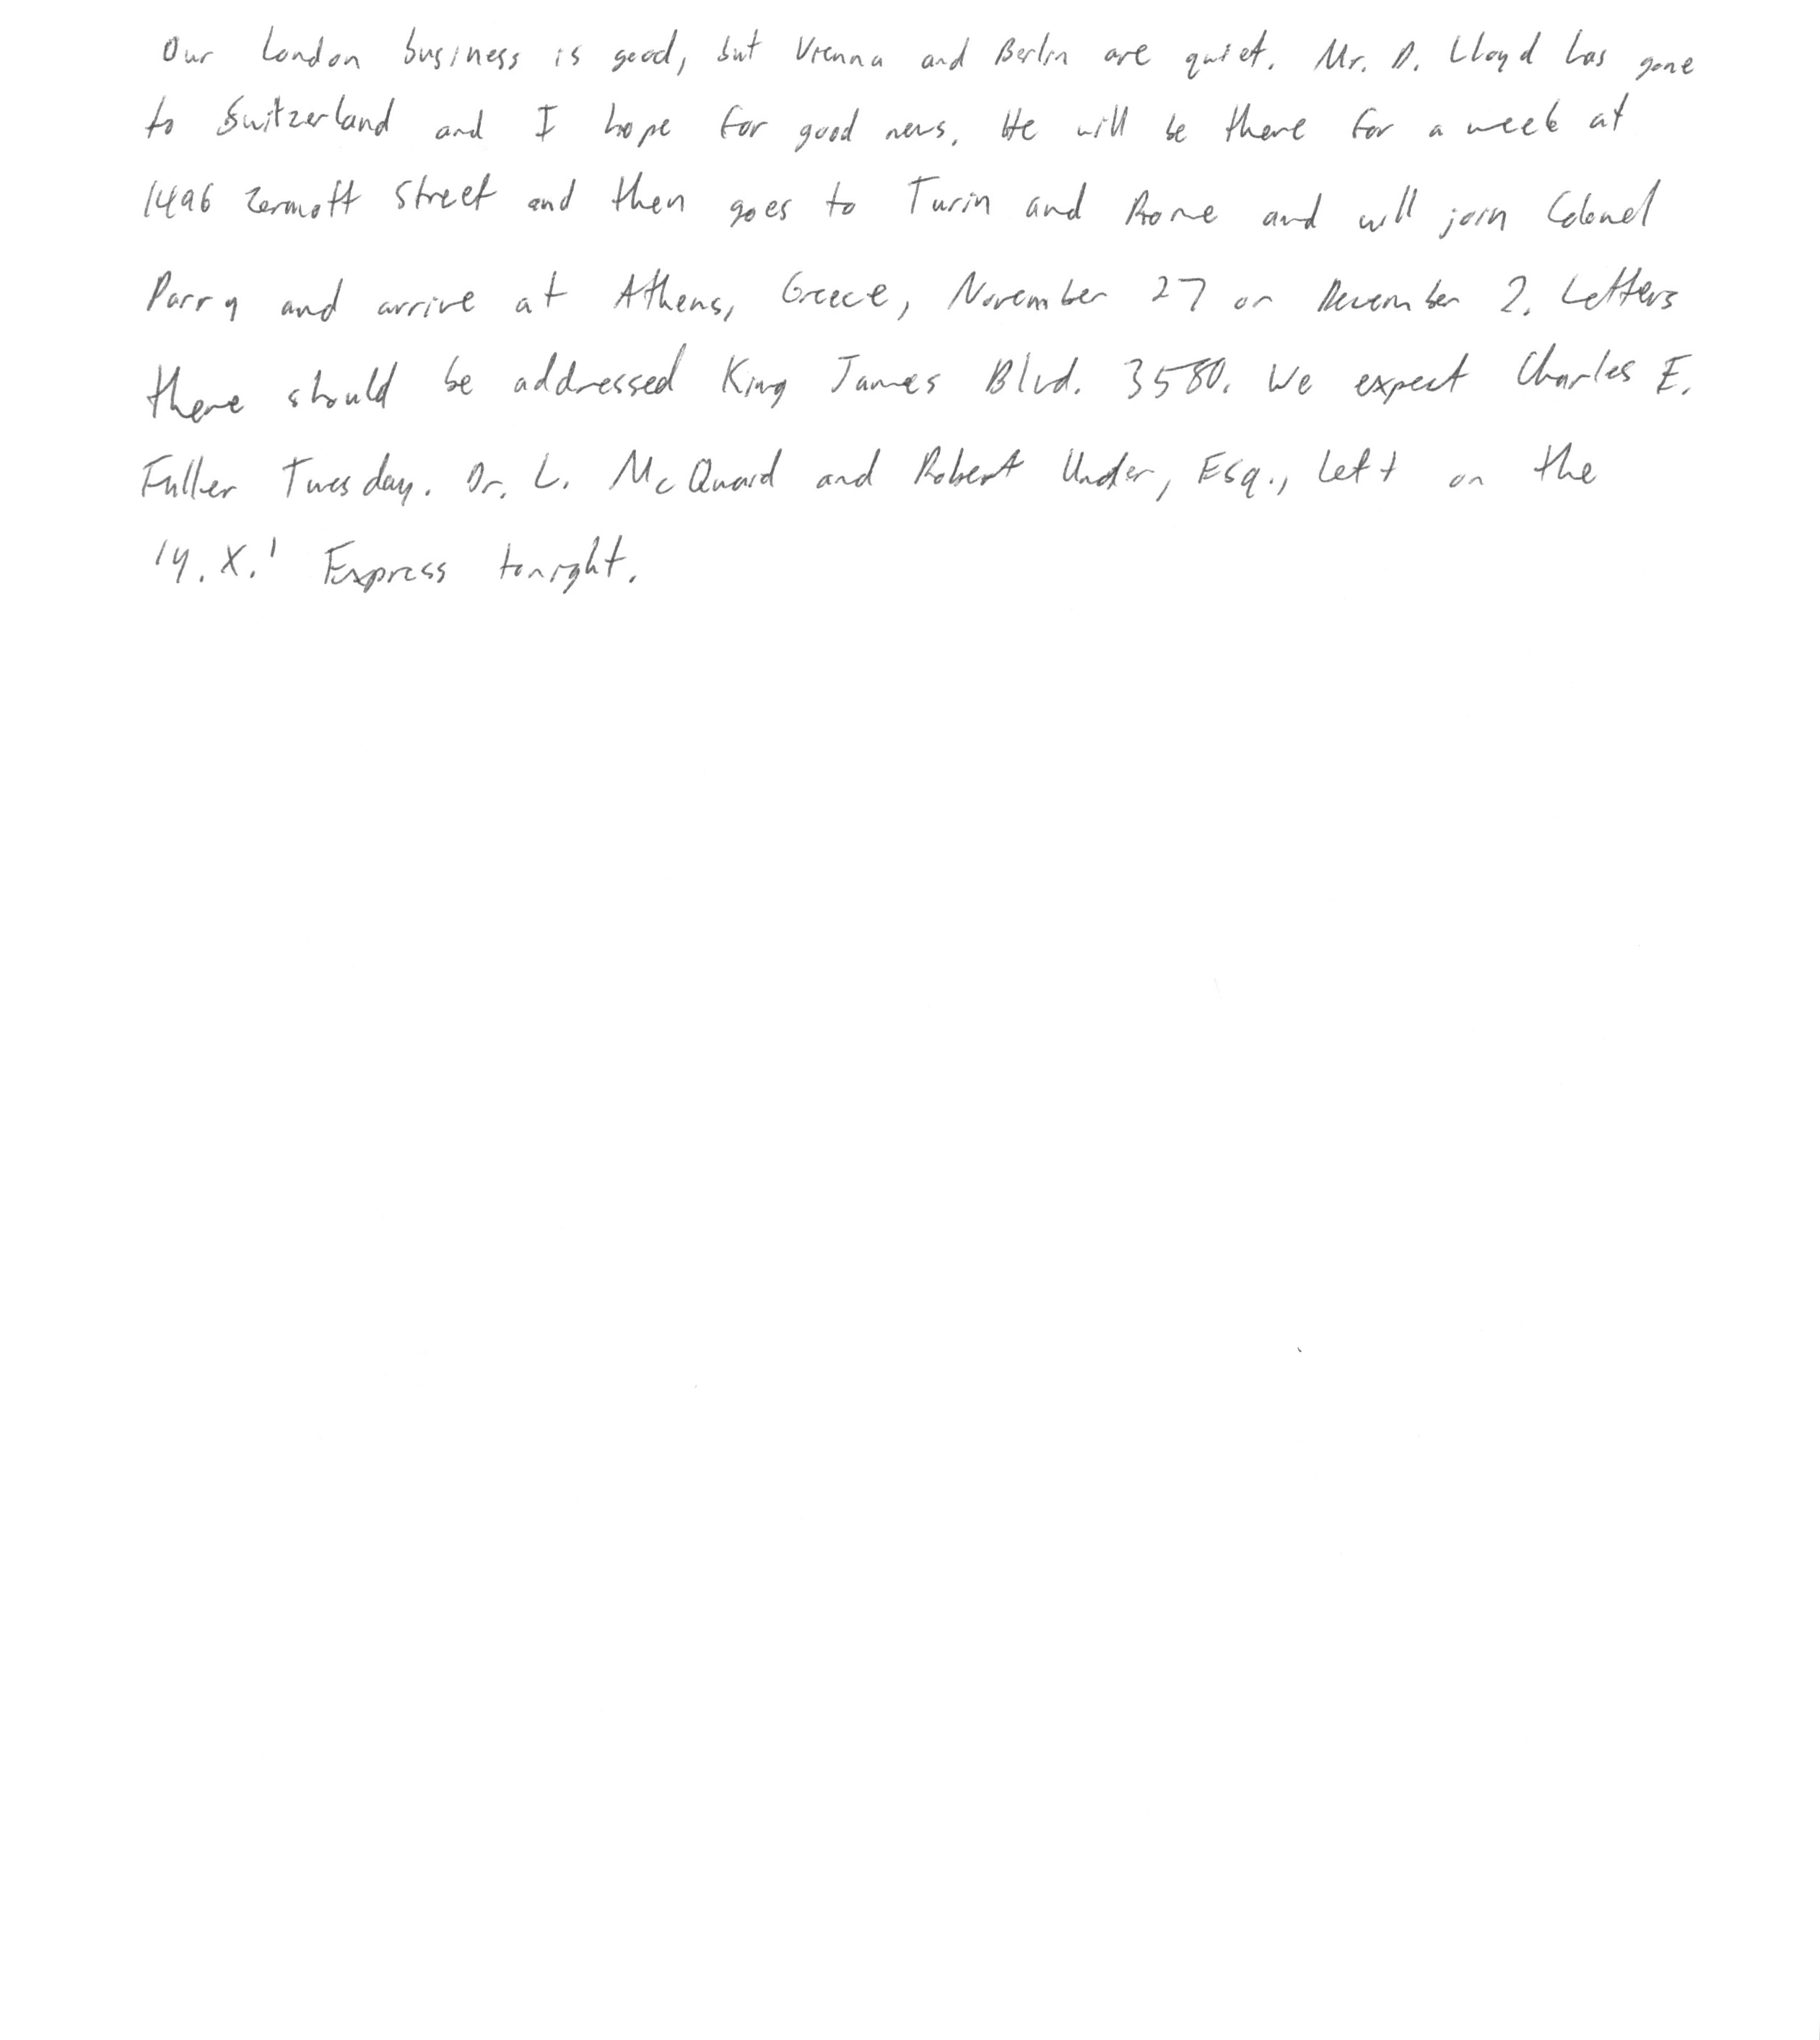 Our London business is good, but Vienna and Berlin are quiet. Mr. D. Lloyd has gone
to Switzerland and I hope for good news. He will be there for a week at
1496 Zermott Street and then goes to Turin and Rome and will join Colonel
Parry and arrive at Athens, Greece, November 27 or December 2. Letters
there should be addressed King James Blvd. 3580. We expect Charles E.
Fuller Tuesday. Dr. L. McQuaid and Robert Under, Esq., left on the
'Y.X.' Express tonight.